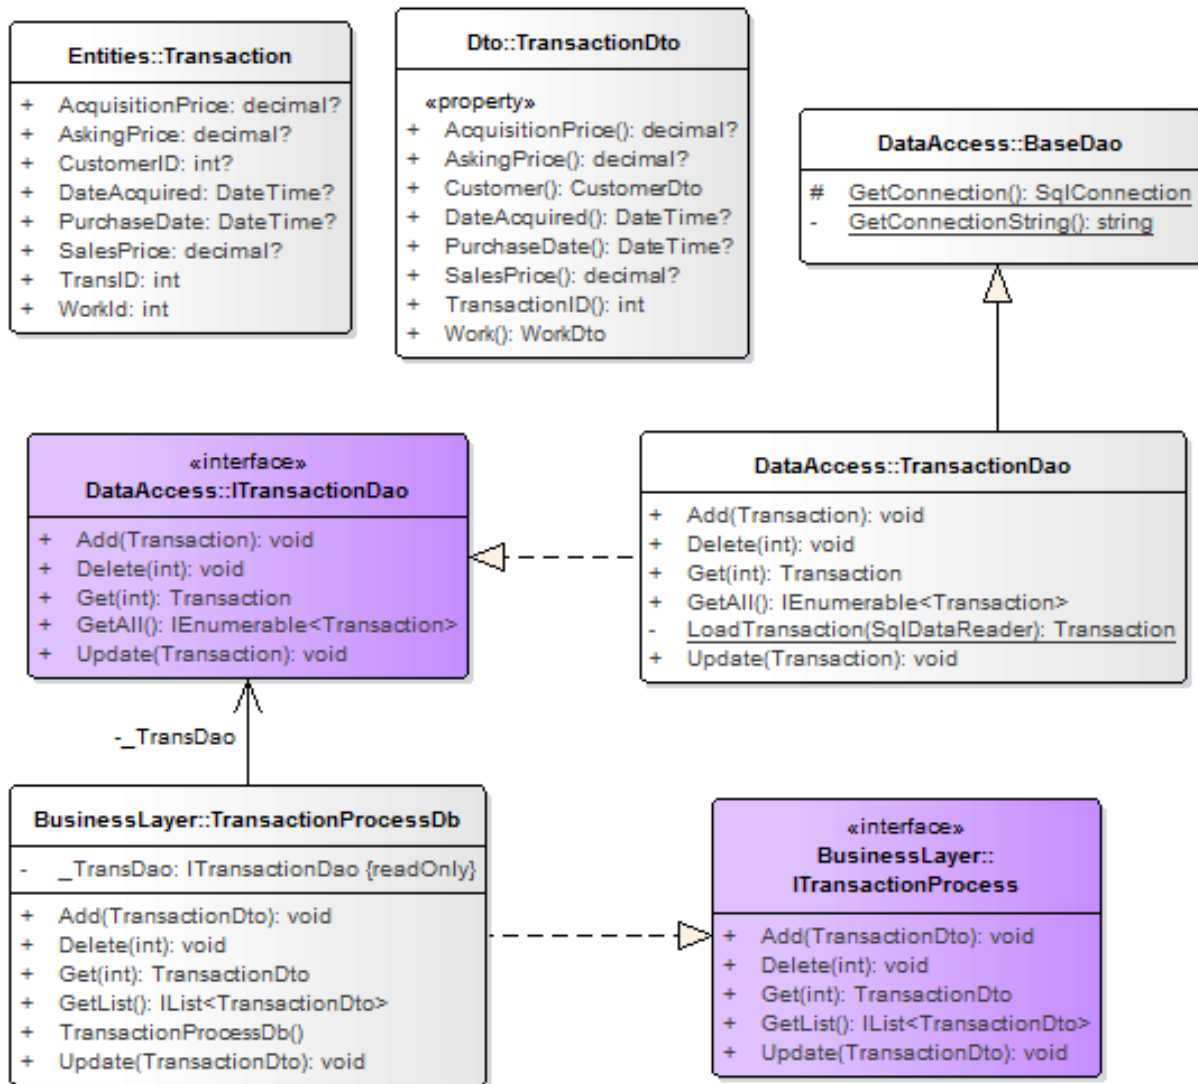 Entities::Transaction
+ AcquisitionPrice: decimal?
+ AskingPrice: decimal?
+ CustomerID: int?
+ DateAcquired: DateTime?
+ PurchaseDate: DateTime?
+ SalesPrice: decimal?
+ TransID: int
+ WorkId: int
Dto::TransactionDto
«property»
+ AcquisitionPrice(): decimal?
+ AskingPrice(): decimal?
+ Customer(): CustomerDto
+ DateAcquired(): DateTime?
+ PurchaseDate(): DateTime?
+ SalesPrice(): decimal?
+ TransactionID(): int
+ Work(): WorkDto
DataAccess::BaseDao
# GetConnection(): SqlConnection
- GetConnectionString(): string
«interface»
DataAccess::ITransactionDao
+ Add(Transaction): void
+ Delete(int): void
+ Get(int): Transaction
+ GetAll(): IEnumerable<Transaction>
+ Update(Transaction): void
DataAccess::TransactionDao
+ Add(Transaction): void
+ Delete(int): void
+ Get(int): Transaction
+ GetAll(): IEnumerable<Transaction>
- LoadTransaction(SqlDataReader): Transaction
+ Update(Transaction): void
-_TransDao
BusinessLayer::TransactionProcessDb
- _TransDao: ITransactionDao {readOnly}
+ Add(TransactionDto): void
+ Delete(int): void
+ Get(int): TransactionDto
+ GetList(): IList<TransactionDto>
+ TransactionProcessDb()
+ Update(TransactionDto): void
«interface»
BusinessLayer::
ITransactionProcess
+ Add(TransactionDto): void
+ Delete(int): void
+ Get(int): TransactionDto
+ GetList(): IList<TransactionDto>
+ Update(TransactionDto): void